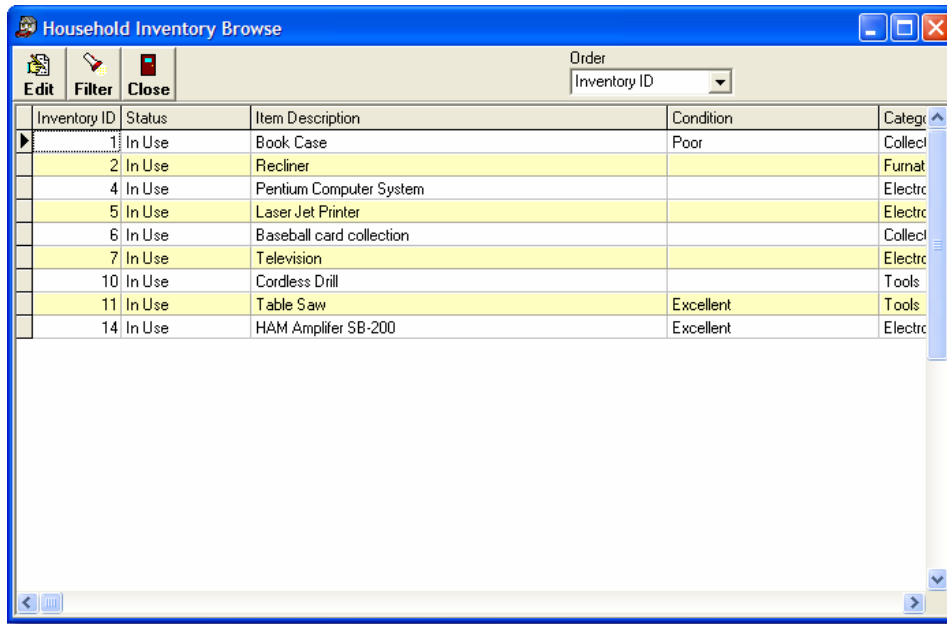 Household Inventory Browse
Order
Edit Filter Close Inventory ID
Inventory ID Status Item Description Condition Catego
1 In Use Book Case Poor Collect
2 In Use Recliner Furnat
4 In Use Pentium Computer System Electro
5 In Use Laser Jet Printer Electro
6 In Use Baseball card collection Collect
7 In Use Television Electro
10 In Use Cordless Drill Tools
11 In Use Table Saw Excellent Tools
14 In Use HAM Amplifer SB-200 Excellent Electro